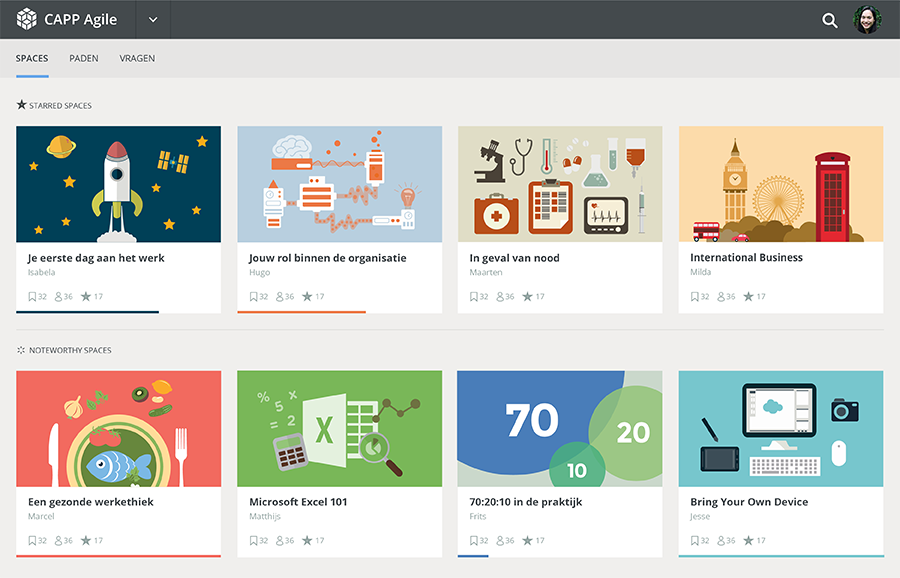 CAPP Agile
SPACES PADEN VRAGEN
STARRED SPACES
Je eerste dag aan het werk
Isabela
32 36 17
Jouw rol binnen de organisatie
Hugo
32 36 17
In geval van nood
Maarten
32 36 17
International Business
Milda
32 36 17
NOTEWORTHY SPACES
Een gezonde werkethiek
Marcel
32 36 17
% 5 x
= 2
X
Microsoft Excel 101
Matthijs
32 36 17
70
20
10
70:20:10 in de praktijk
Frits
32 36 17
Bring Your Own Device
Jesse
32 36 17